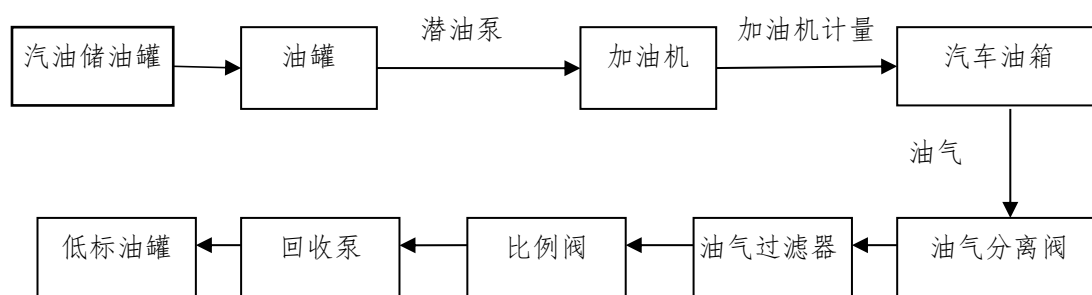 汽油储油罐
油罐
潜油泵
加油机
加油机计量
汽车油箱
油气
低标油罐
回收泵
比例阀
油气过滤器
油气分离阀